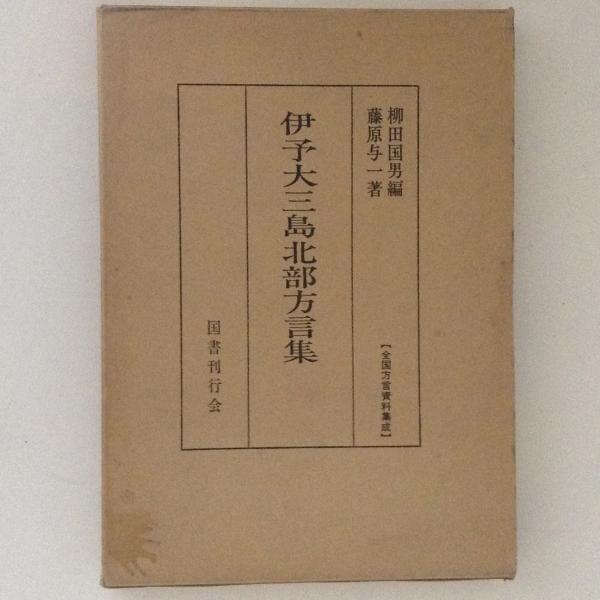 柳田国男編
藤原与一著
【全国方言資料集成】
伊予大三島北部方言集
国書刊行会